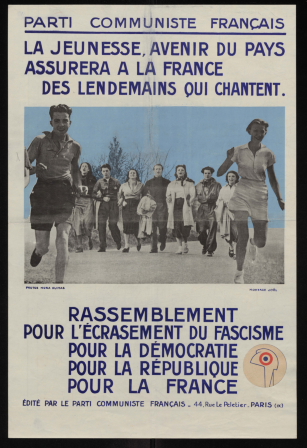 PARTI COMMUNISTE FRANÇAIS
LA JEUNESSE, AVENIR DU PAYS
ASSURERA A LA FRANCE
DES LENDEMAINS QUI CHANTENT.
RASSEMBLEMENT
POUR L'ÉCRASEMENT DU FASCISME
POUR LA DÉMOCRATIE
POUR LA RÉPUBLIQUE
POUR LA FRANCE
ÉDITÉ PAR LE PARTI COMMUNISTE FRANÇAIS _ 44, Rue Le Peletier. PARIS (IX)